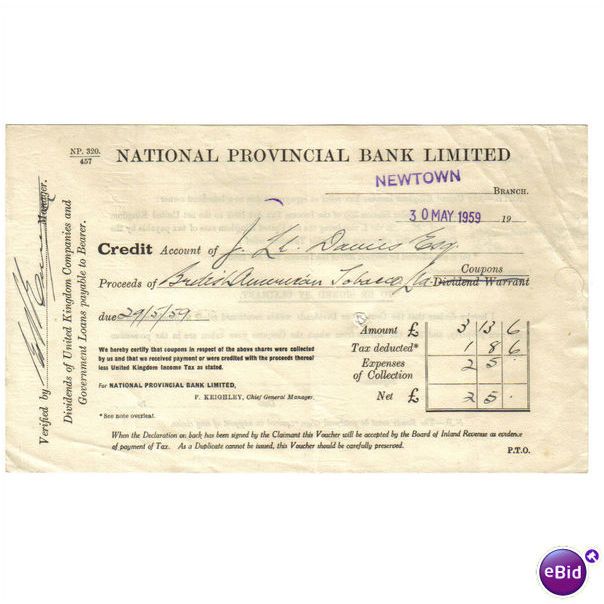 NP. 320.
457
NATIONAL PROVINCIAL BANK LIMITED
NEWTOWN
BRANCH.
30 MAY 1959 19
Credit Account of J. Ll. Davies Esq
Proceeds of British American Tobacco Coupons
Dividend Warrant
due 29/5/59.
Amount £ 3 13 6
Tax deducted* 1 8 6
Expenses of Collection 2 5
Net £ 2 5 .
We hereby certify that coupons in respect of the above shares were collected
by us and that we received payment or were credited with the proceeds thereof
less United Kingdom Income Tax as stated.
For NATIONAL PROVINCIAL BANK LIMITED,
F. KEIGHLEY, Chief General Manager.
*See note overleaf.
When the Declaration on back has been signed by the Claimant this Voucher will be accepted by the Board of Inland Revenue as evidence
of payment of Tax. As a Duplicate cannot be issued, this Voucher should be carefully preserved.
P.T.O.
Verified by Manager.
Dividends of United Kingdom Companies and
Government Loans payable to Bearer.
eBid